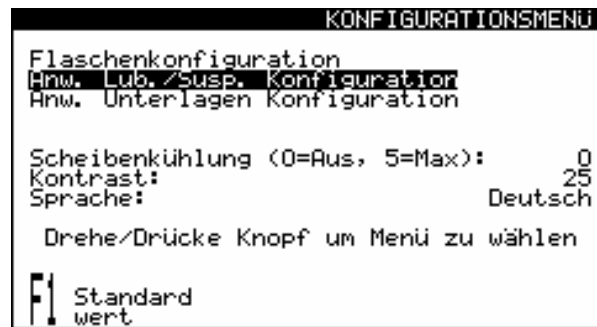 KONFIGURATIONSMENü
Flaschenkonfiguration
Anw. Lub./Susp. Konfiguration
Anw. Unterlagen Konfiguration
Scheibenkühlung (0=Aus, 5=Max): 0
Kontrast: 25
Sprache: Deutsch
Drehe/Drücke Knopf um Menü zu wählen
F1 Standard
wert